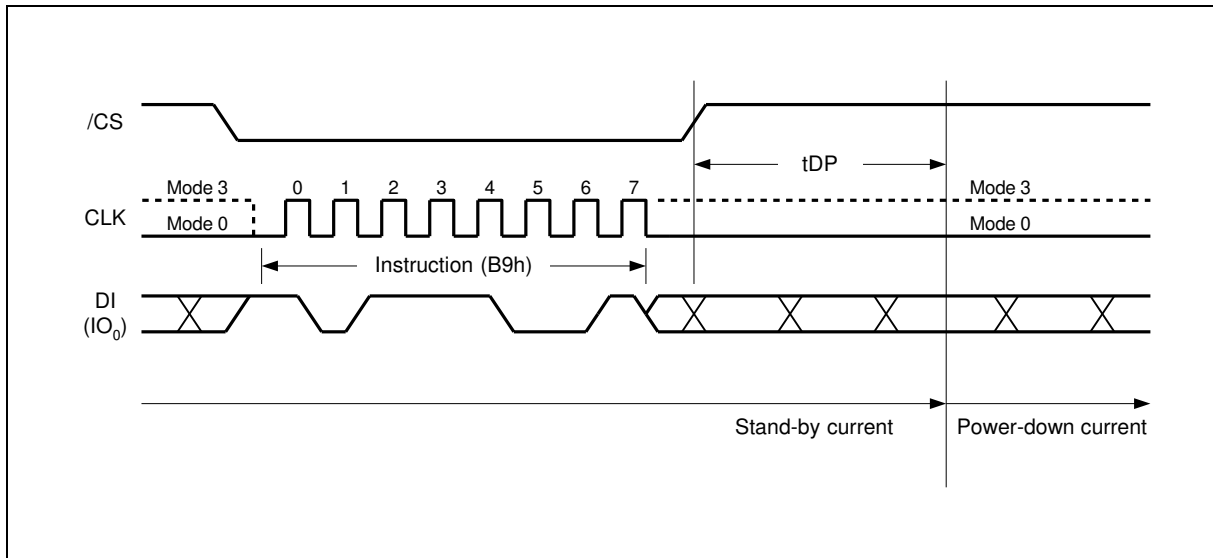 /CS
tDP
Mode 3 0 1 2 3 4 5 6 7 Mode 3
CLK
Mode 0 Mode 0
Instruction (B9h)
DI
(IO0)
Stand-by current Power-down current